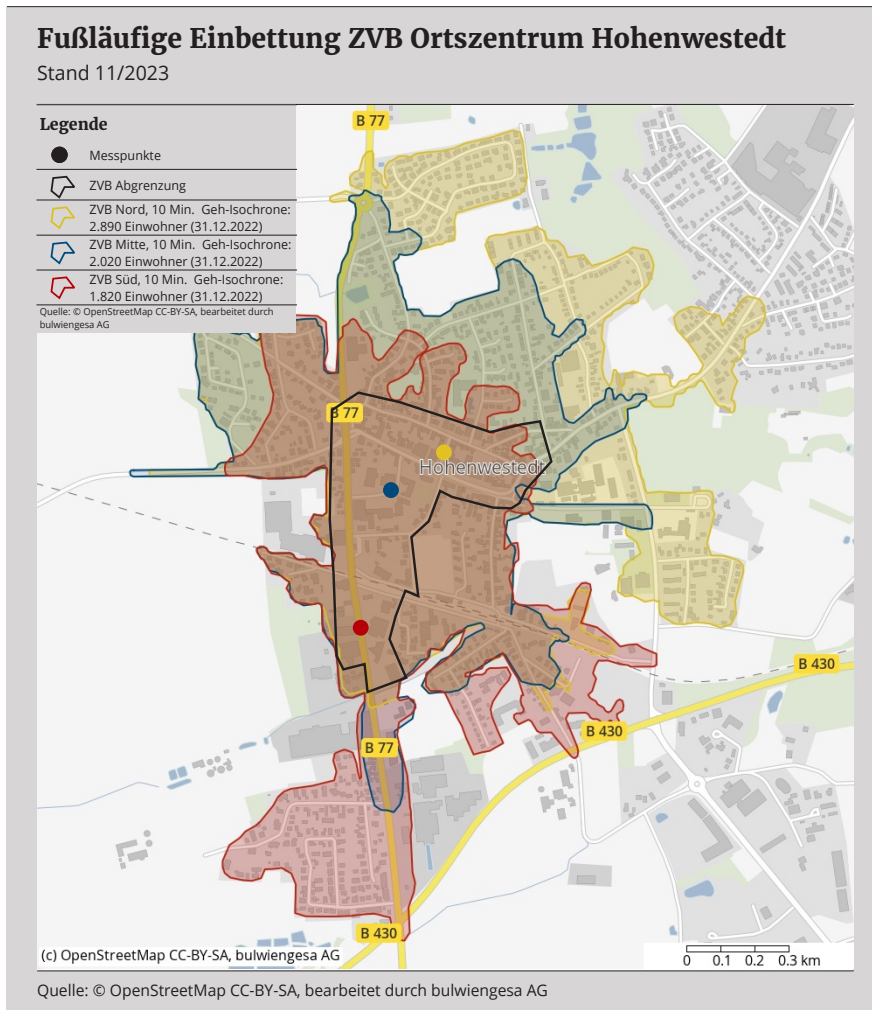 Fußläufige Einbettung ZVB Ortszentrum Hohenwestedt
Stand 11/2023
Legende
Messpunkte
ZVB Abgrenzung
ZVB Nord, 10 Min. Geh-Isochrone:
2.890 Einwohner (31.12.2022)
ZVB Mitte, 10 Min. Geh-Isochrone:
2.020 Einwohner (31.12.2022)
ZVB Süd, 10 Min. Geh-Isochrone:
1.820 Einwohner (31.12.2022)
Quelle: © OpenStreetMap CC-BY-SA, bearbeitet durch
bulwiengesa AG
B 77
B 77
Hohenwestedt
B 430
B 430
B 77
B 430
(c) OpenStreetMap CC-BY-SA, bulwiengesa AG
0 0.1 0.2 0.3 km
Quelle: © OpenStreetMap CC-BY-SA, bearbeitet durch bulwiengesa AG